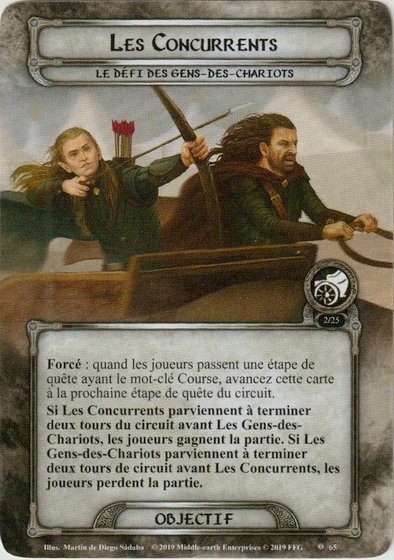 Les Concurrents
Le Défi des Gens-des-Chariots
2/25
Forcé : quand les joueurs passent une étape de
quête ayant le mot-clé Course, avancez cette carte
à la prochaine étape de quête du circuit.
Si Les Concurrents parviennent à terminer
deux tours du circuit avant Les Gens-des-
Chariots, les joueurs gagnent la partie. Si Les
Gens-des-Chariots parviennent à terminer
deux tours de circuit avant Les Concurrents, les
joueurs perdent la partie.
Objectif
Illus. Martin de Diego Sádaba © 2019 Middle-earth Enterprises © 2019 FFG 65